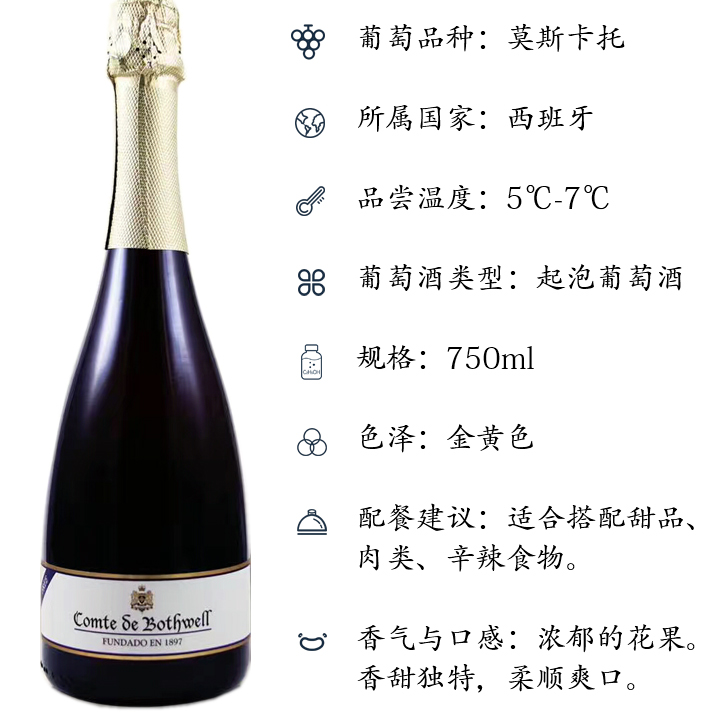 葡萄品种：莫斯卡托
所属国家：西班牙
品尝温度：5℃-7℃
葡萄酒类型：起泡葡萄酒
规格：750ml
C₂H₅OH
色泽：金黄色
配餐建议：适合搭配甜品、
肉类、辛辣食物。
香气与口感：浓郁的花果。
香甜独特，柔顺爽口。
Comte de Bothwell
FUNDADO EN 1897